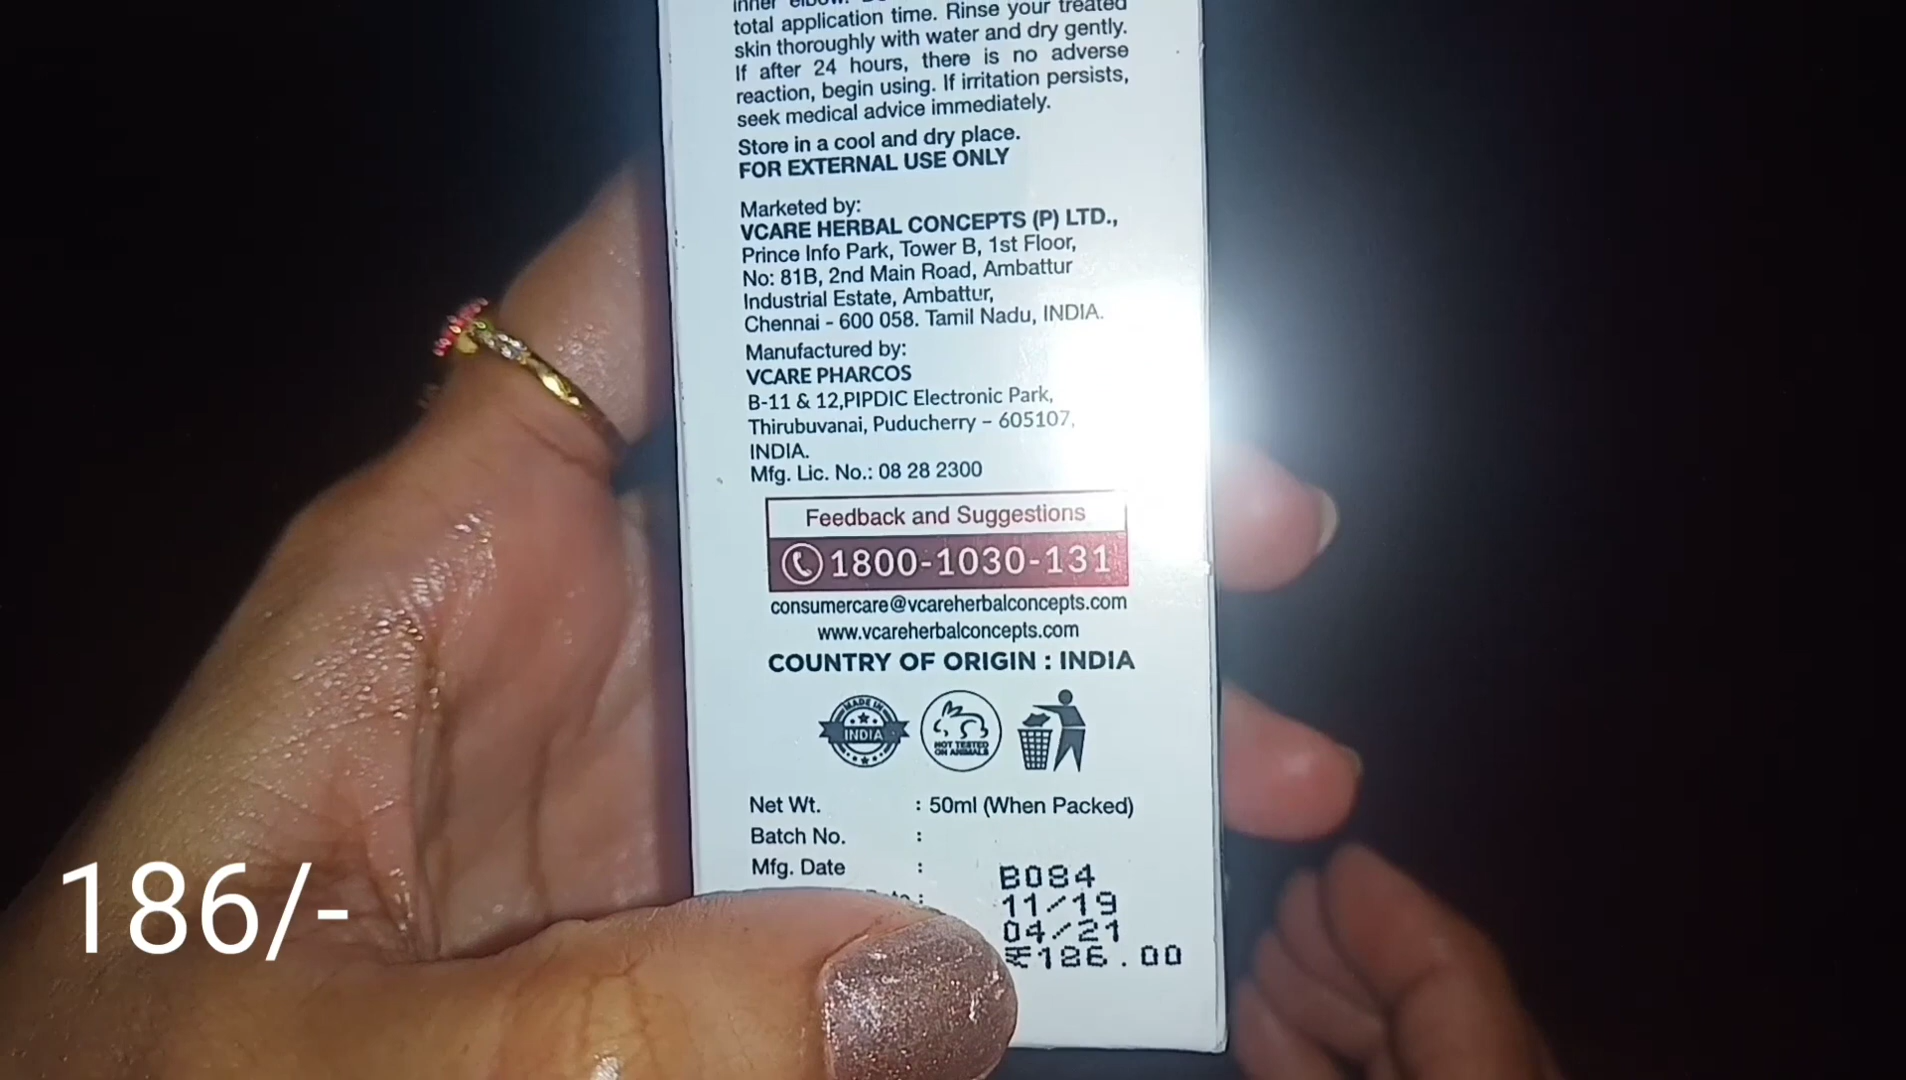 total application time. Rinse your treated
skin thoroughly with water and dry gently.
If after 24 hours, there is no adverse
reaction, begin using. If irritation persists,
seek medical advice immediately.
Store in a cool and dry place.
FOR EXTERNAL USE ONLY
Marketed by:
VCARE HERBAL CONCEPTS (P) LTD.,
Prince Info Park, Tower B, 1st Floor,
No: 81B, 2nd Main Road, Ambattur
Industrial Estate, Ambattur,
Chennai - 600 058. Tamil Nadu, INDIA.
Manufactured by:
VCARE PHARCOS
B-11 & 12,PIPDIC Electronic Park,
Thirubuvanai, Puducherry – 605107,
INDIA.
Mfg. Lic. No.: 08 28 2300
Feedback and Suggestions
1800-1030-131
consumercare@vcareherbalconcepts.com
www.vcareherbalconcepts.com
COUNTRY OF ORIGIN : INDIA
MADE IN
INDIA
NOT TESTED
ON ANIMALS
Net Wt. : 50ml (When Packed)
Batch No. :
Mfg. Date :
B084
11/19
04/21
₹186.00
186/-